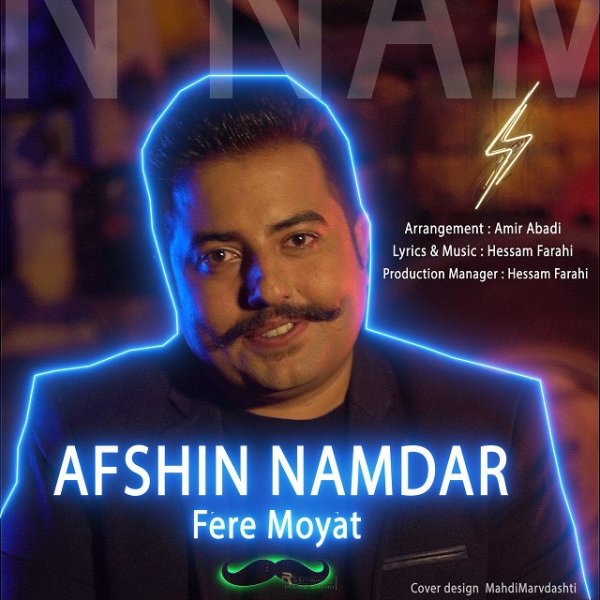 N NAM
Arrangement : Amir Abadi
Lyrics & Music : Hessam Farahi
Production Manager : Hessam Farahi
AFSHIN NAMDAR
Fere Moyat
Cover design MahdiMarvdashti